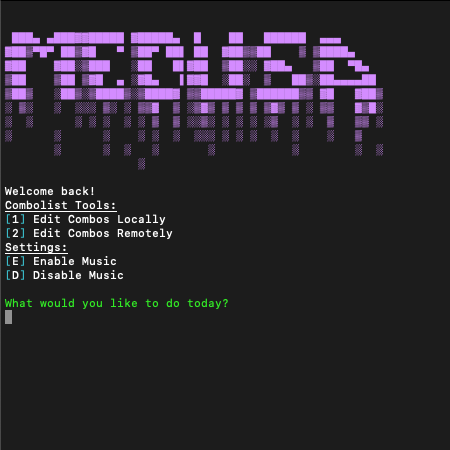 MEDUSA
Welcome back!
Combolist Tools:
[1] Edit Combos Locally
[2] Edit Combos Remotely
Settings:
[E] Enable Music
[D] Disable Music
What would you like to do today?